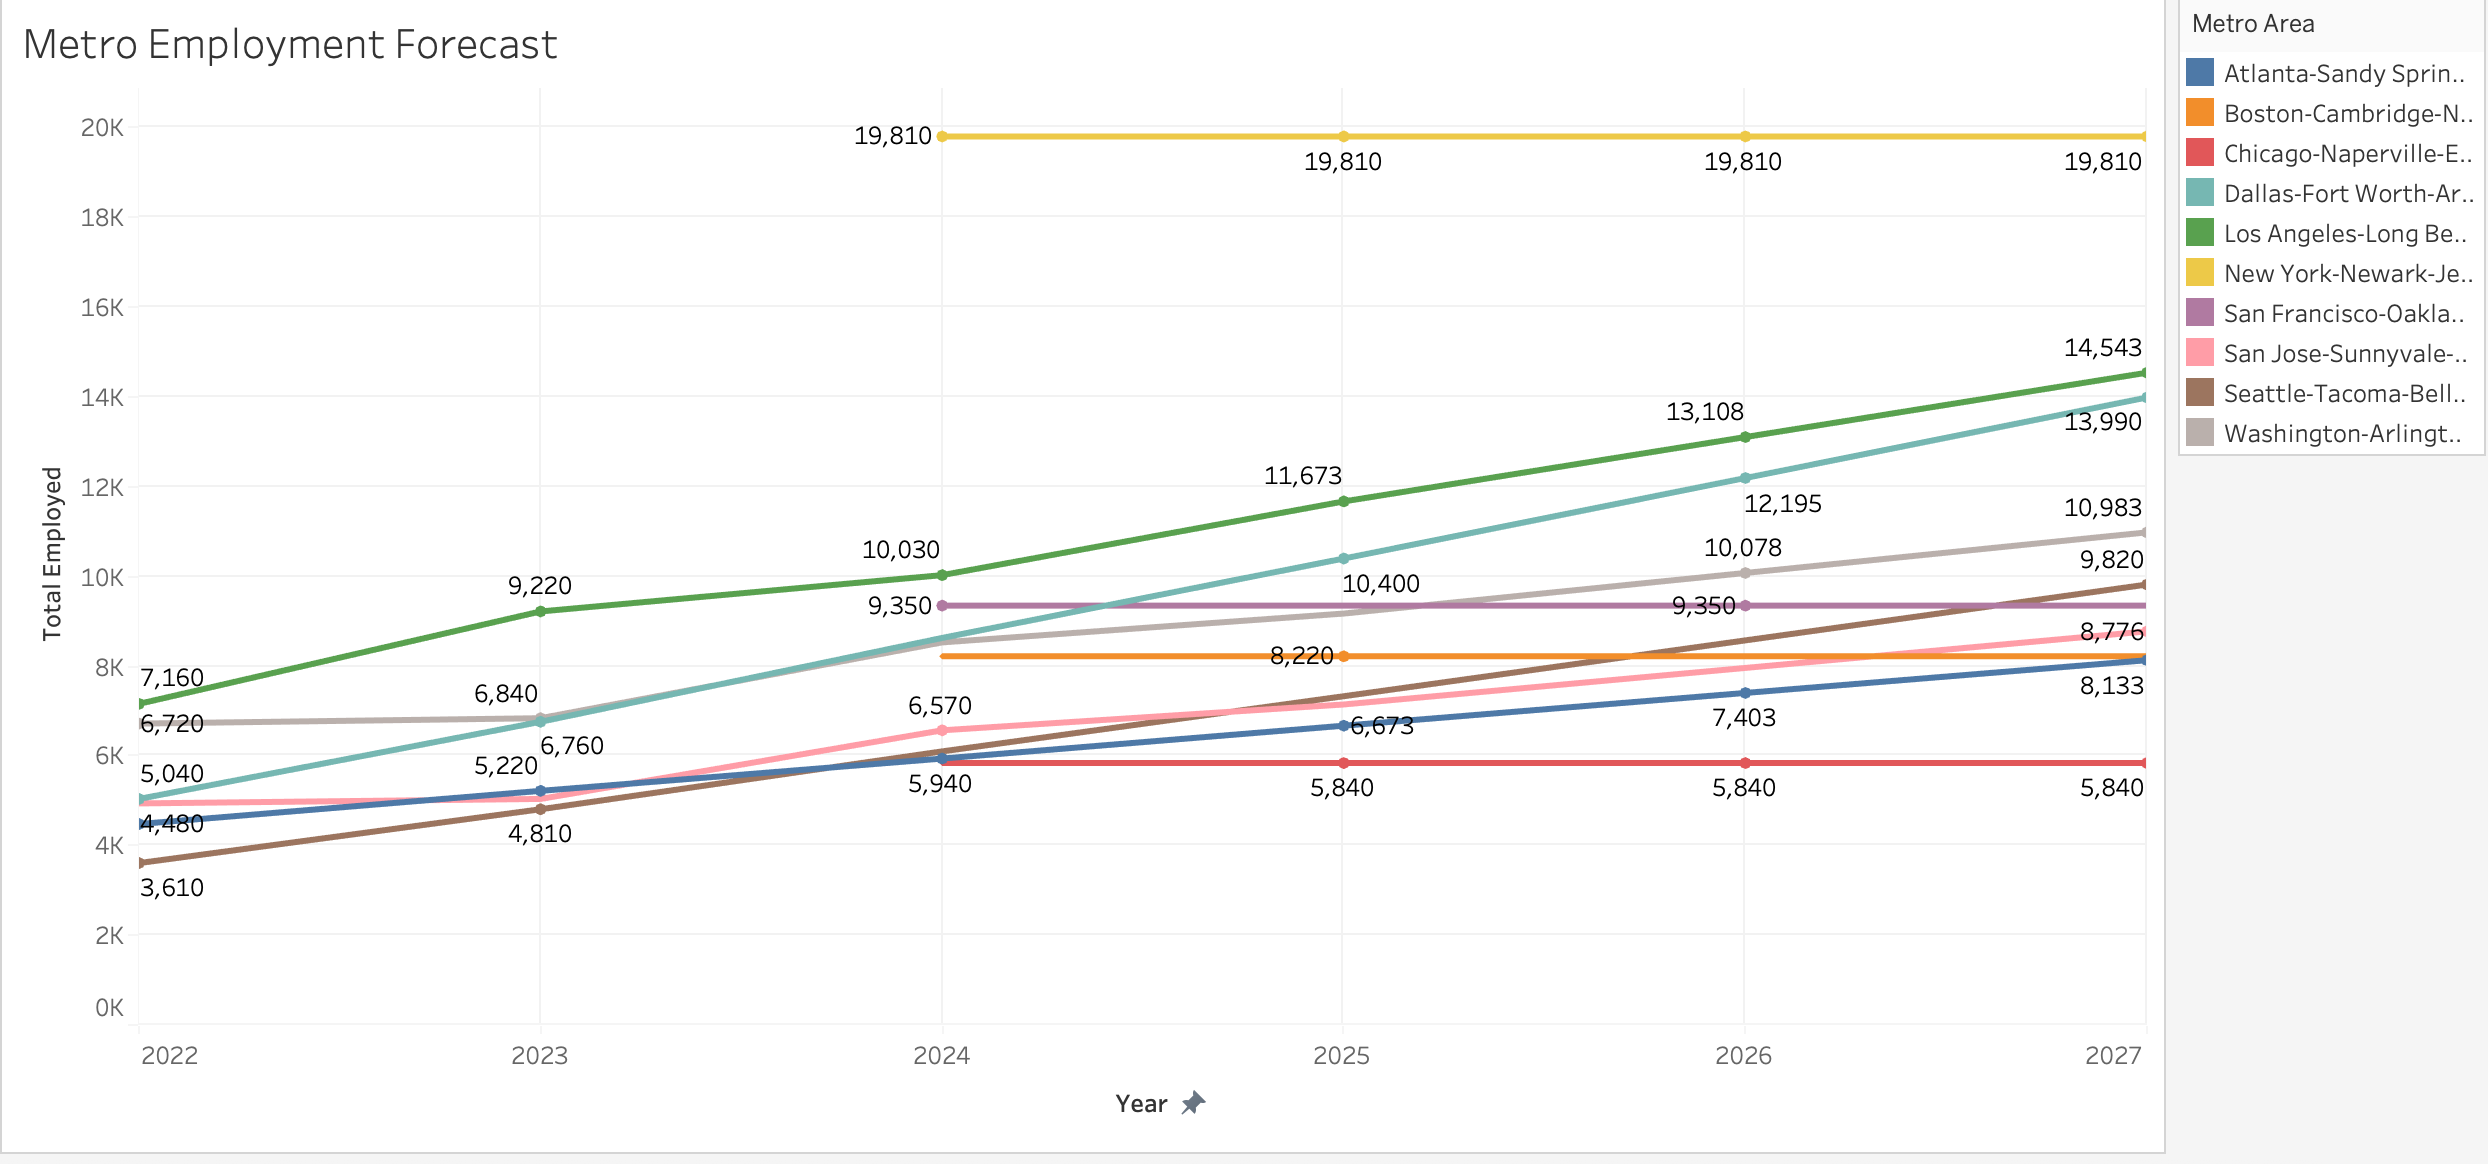 Metro Employment Forecast
Metro Area
Atlanta-Sandy Sprin..
Boston-Cambridge-N..
Chicago-Naperville-E..
Dallas-Fort Worth-Ar..
Los Angeles-Long Be..
New York-Newark-Je..
San Francisco-Oakla..
San Jose-Sunnyvale-..
Seattle-Tacoma-Bell..
Washington-Arlingt..
Total Employed
20K
18K
16K
14K
12K
10K
8K
6K
4K
2K
0K
19,810
19,810
19,810
19,810
14,543
13,108
13,990
11,673
12,195
10,983
10,030
10,078
9,820
9,220
10,400
9,350
9,350
8,776
8,220
7,160
6,840
8,133
6,720
6,570
6,673
7,403
6,760
5,220
5,040
5,940
5,840
5,840
5,840
4,480
4,810
3,610
2022
2023
2024
2025
2026
2027
Year